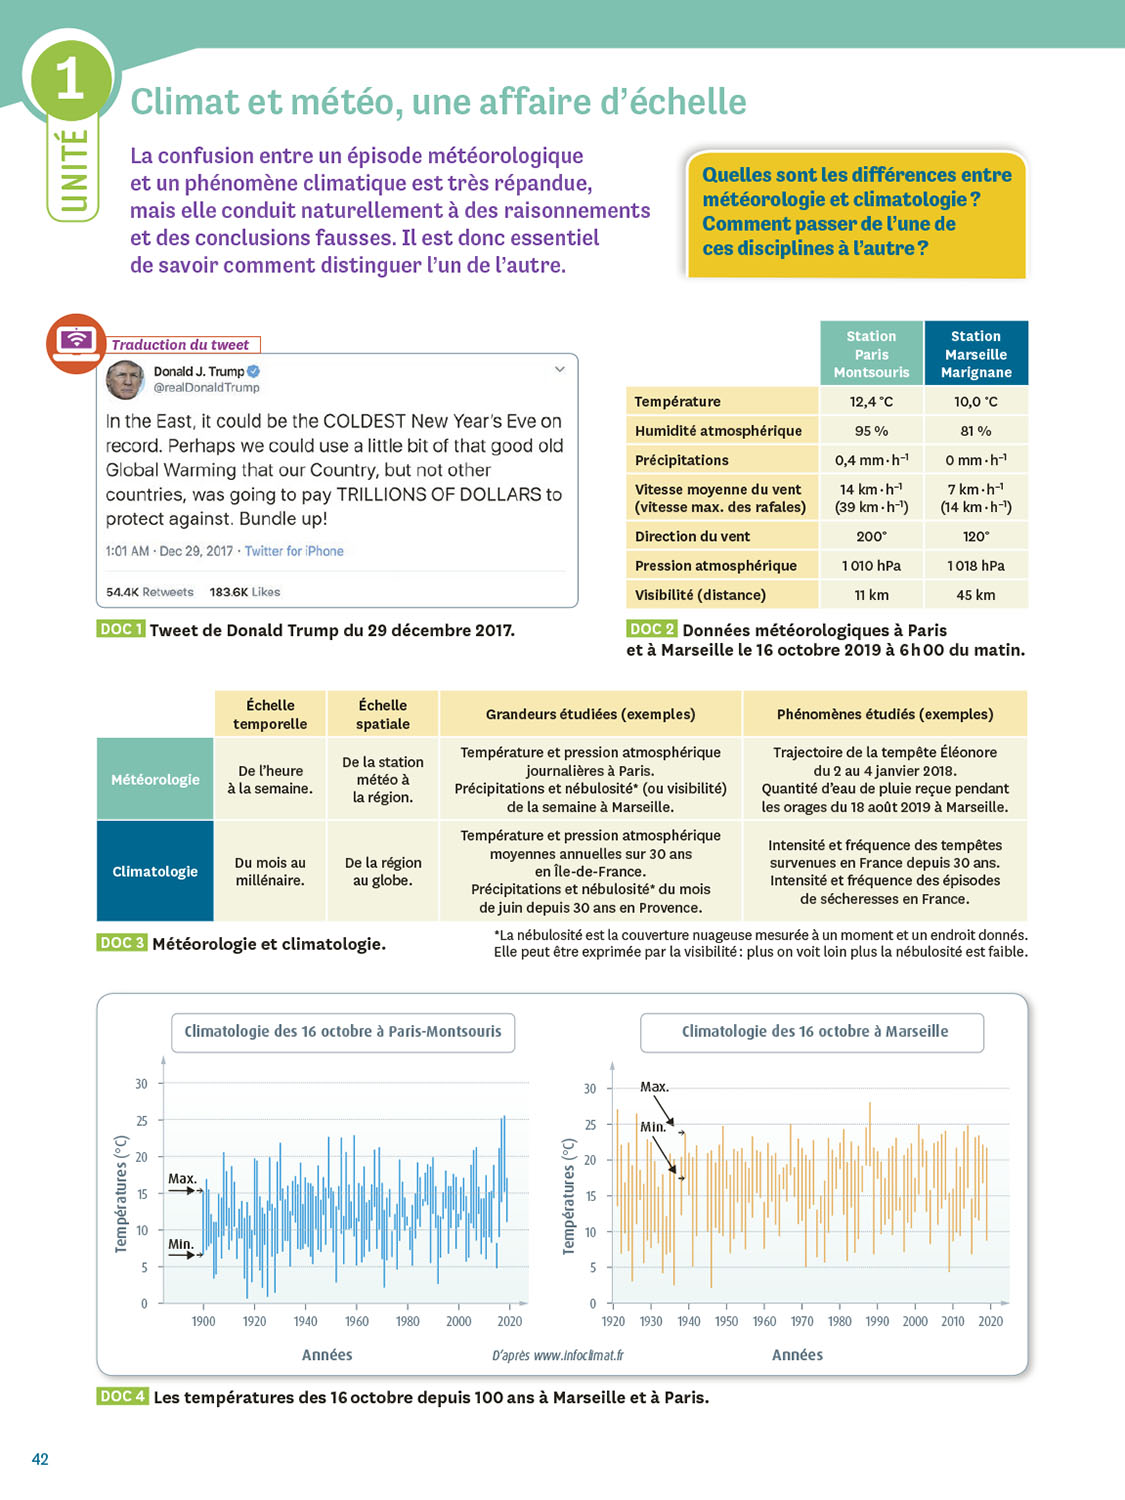 1
UNITÉ
Climat et météo, une affaire d'échelle
La confusion entre un épisode météorologique
et un phénomène climatique est très répandue,
mais elle conduit naturellement à des raisonnements
et des conclusions fausses. Il est donc essentiel
de savoir comment distinguer l'un de l'autre.
Quelles sont les différences entre
météorologie et climatologie ?
Comment passer de l'une de
ces disciplines à l'autre ?
Traduction du tweet
Donald J. Trump
@realDonaldTrump
In the East, it could be the COLDEST New Year's Eve on
record. Perhaps we could use a little bit of that good old
Global Warming that our Country, but not other
countries, was going to pay TRILLIONS OF DOLLARS to
protect against. Bundle up!
1:01 AM · Dec 29, 2017 · Twitter for iPhone
54.4K Retweets 183.6K Likes
DOC 1 Tweet de Donald Trump du 29 décembre 2017.
Station
Paris
Montsouris
Station
Marseille
Marignane
Température 12,4 °C 10,0 °C
Humidité atmosphérique 95 % 81 %
Précipitations 0,4 mm·h⁻¹ 0 mm·h⁻¹
Vitesse moyenne du vent 14 km·h⁻¹ 7 km·h⁻¹
(vitesse max. des rafales) (39 km·h⁻¹) (14 km·h⁻¹)
Direction du vent 200° 120°
Pression atmosphérique 1 010 hPa 1 018 hPa
Visibilité (distance) 11 km 45 km
DOC 2 Données météorologiques à Paris
et à Marseille le 16 octobre 2019 à 6 h 00 du matin.
Échelle
temporelle
Échelle
spatiale
Grandeurs étudiées (exemples)
Phénomènes étudiés (exemples)
Météorologie
De l'heure
à la semaine.
De la station
météo à
la région.
Température et pression atmosphérique
journalières à Paris.
Précipitations et nébulosité* (ou visibilité)
de la semaine à Marseille.
Trajectoire de la tempête Éléonore
du 2 au 4 janvier 2018.
Quantité d'eau de pluie reçue pendant
les orages du 18 août 2019 à Marseille.
Climatologie
Du mois au
millénaire.
De la région
au globe.
Température et pression atmosphérique
moyennes annuelles sur 30 ans
en Île-de-France.
Précipitations et nébulosité* du mois
de juin depuis 30 ans en Provence.
Intensité et fréquence des tempêtes
survenues en France depuis 30 ans.
Intensité et fréquence des épisodes
de sécheresses en France.
DOC 3 Météorologie et climatologie.
*La nébulosité est la couverture nuageuse mesurée à un moment et un endroit donnés.
Elle peut être exprimée par la visibilité : plus on voit loin plus la nébulosité est faible.
Climatologie des 16 octobre à Paris-Montsouris
Températures (°C)
30
25
20
15
10
5
0
Max.
Min.
1900 1920 1940 1960 1980 2000 2020
Années
Climatologie des 16 octobre à Marseille
Températures (°C)
30
25
20
15
10
5
0
Max.
Min.
1920 1930 1940 1950 1960 1970 1980 1990 2000 2010 2020
Années
D'après www.infoclimat.fr
DOC 4 Les températures des 16 octobre depuis 100 ans à Marseille et à Paris.
42